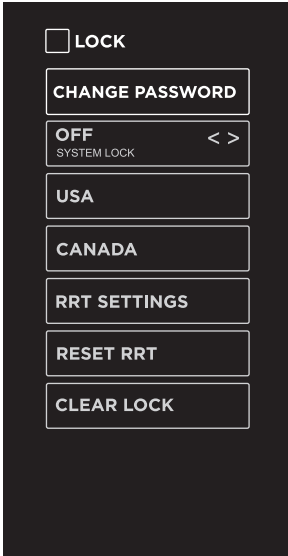 LOCK
CHANGE PASSWORD
OFF < >
SYSTEM LOCK
USA
CANADA
RRT SETTINGS
RESET RRT
CLEAR LOCK